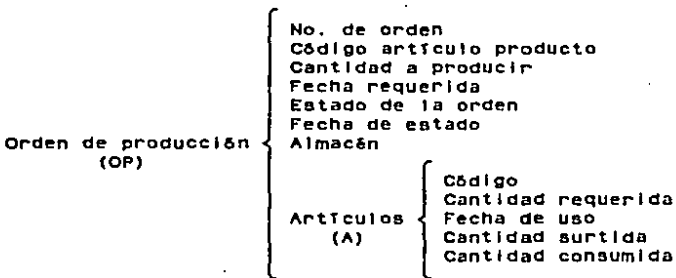 No. de orden
Código artículo producto
Cantidad a producir
Fecha requerida
Estado de la orden
Fecha de estado
Orden de producción
(OP)
Almacén
Artículos
(A)
Código
Cantidad requerida
Fecha de uso
Cantidad surtida
Cantidad consumida